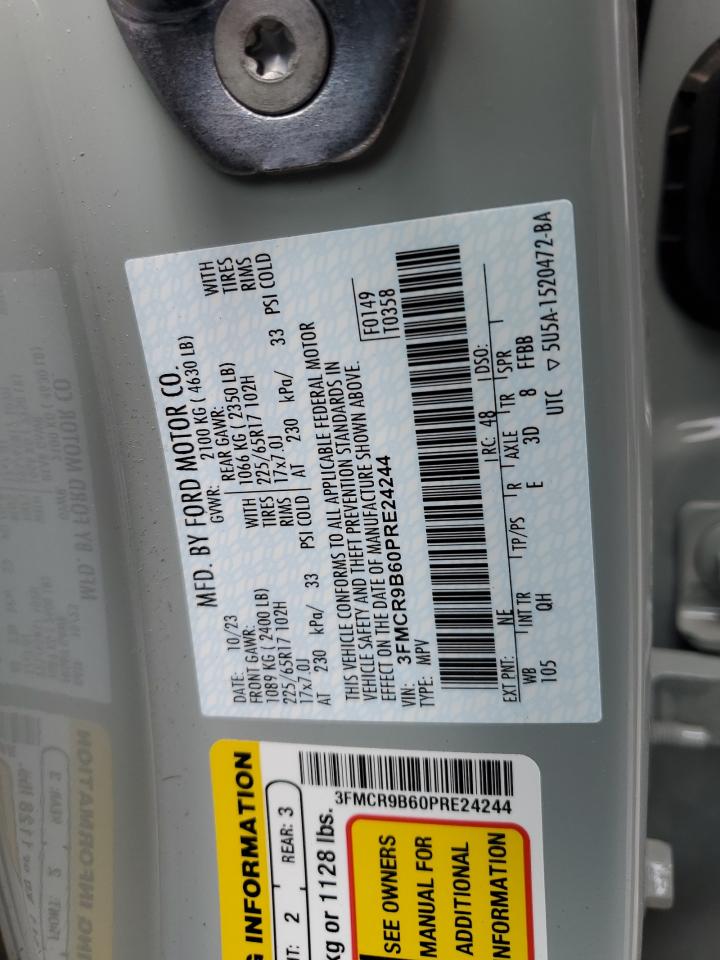 MFD. BY FORD MOTOR CO.
DATE: 10/23 GVWR: 2100 KG ( 4630 LB)
FRONT GAWR: REAR GAWR:
1089 KG ( 2400 LB) WITH 1066 KG ( 2350 LB) WITH
225/65R17 102H TIRES 225/65R17 102H TIRES
17x7.0J RIMS 17x7.0J RIMS
AT 230 kPa/ 33 PSI COLD AT 230 kPa/ 33 PSI COLD
THIS VEHICLE CONFORMS TO ALL APPLICABLE FEDERAL MOTOR
VEHICLE SAFETY AND THEFT PREVENTION STANDARDS IN
EFFECT ON THE DATE OF MANUFACTURE SHOWN ABOVE.
F0149
T0358
VIN: 3FMCR9B60PRE24244
TYPE: MPV
EXT PNT: NE RC: 48 DSO:
WB INT TR TP/PS R AXLE TR SPR
105 QH E 3D 8 FFBB
UTC ▽ 5U5A-1520472-BA
G INFORMATION
NT: 2 REAR: 3
kg or 1128 lbs.
3FMCR9B60PRE24244
SEE OWNERS
MANUAL FOR
ADDITIONAL
INFORMATION